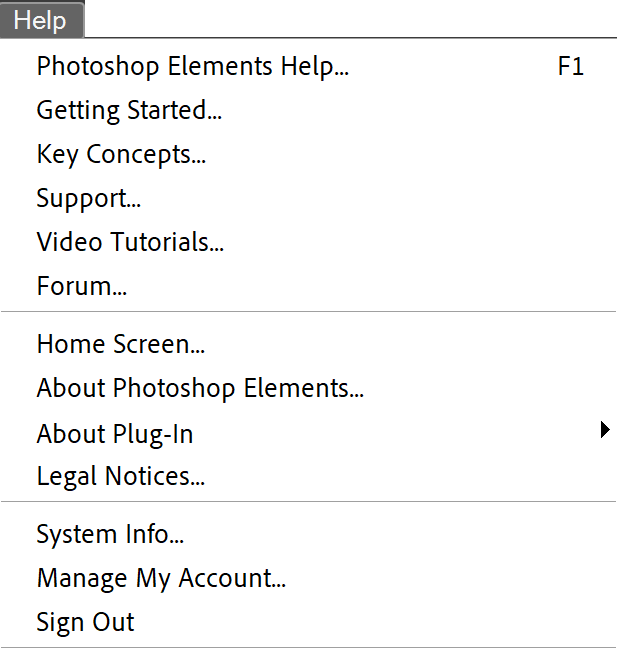 Help
Photoshop Elements Help... F1
Getting Started...
Key Concepts...
Support...
Video Tutorials...
Forum...
Home Screen...
About Photoshop Elements...
About Plug-In
Legal Notices...
System Info...
Manage My Account...
Sign Out